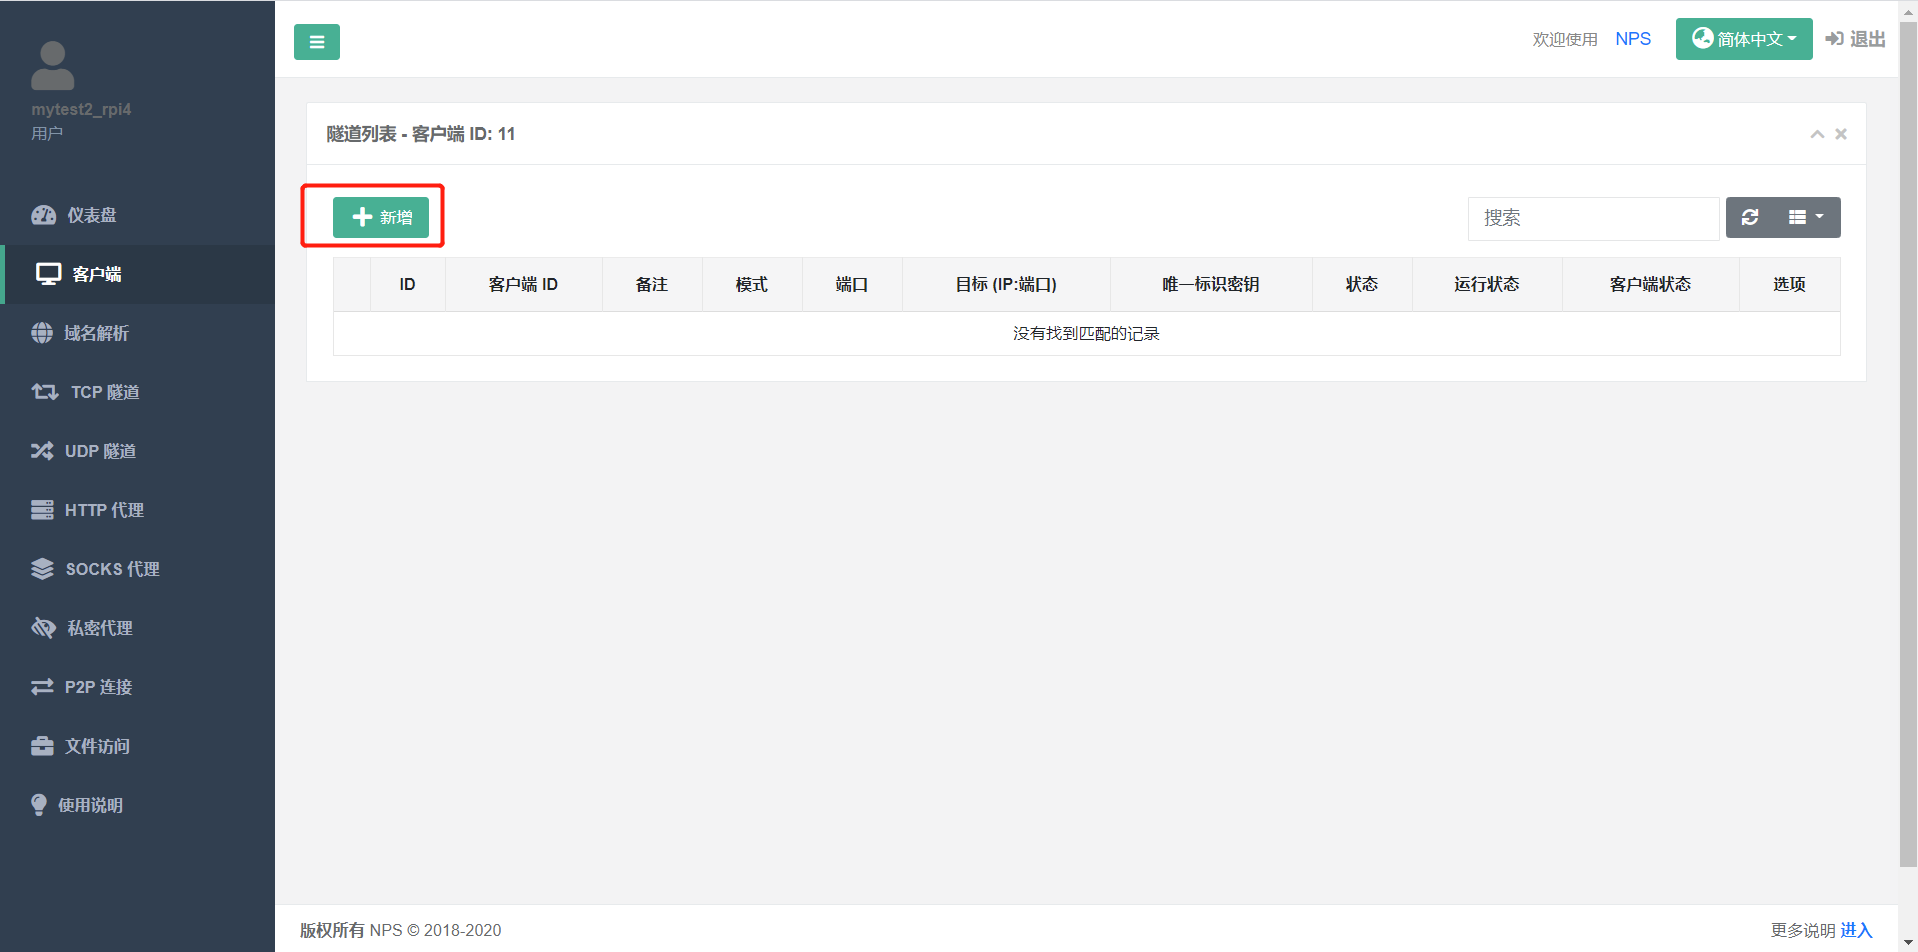 mytest2_rpi4
用户
仪表盘
客户端
域名解析
TCP 隧道
UDP 隧道
HTTP 代理
SOCKS 代理
私密代理
P2P 连接
文件访问
使用说明
欢迎使用 NPS 简体中文 退出
隧道列表 - 客户端 ID: 11
新增 搜索
ID 客户端 ID 备注 模式 端口 目标 (IP:端口) 唯一标识密钥 状态 运行状态 客户端状态 选项
没有找到匹配的记录
版权所有 NPS © 2018-2020 更多说明 进入